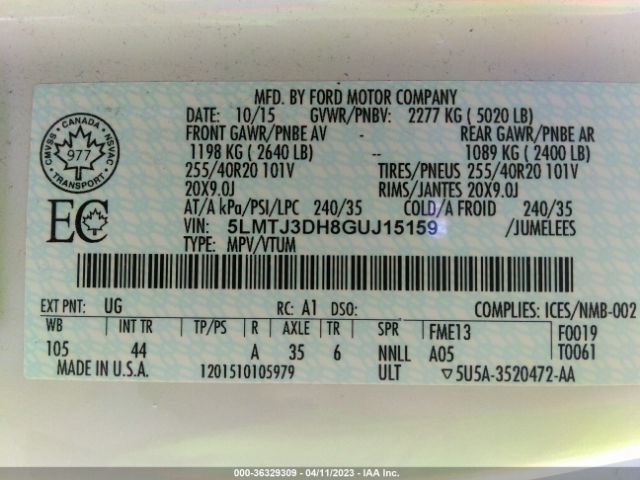 MFD. BY FORD MOTOR COMPANY
DATE: 10/15 GVWR/PNBV: 2277 KG ( 5020 LB)
FRONT GAWR/PNBE AV REAR GAWR/PNBE AR
1198 KG ( 2640 LB) -- 1089 KG ( 2400 LB)
255/40R20 101V TIRES/PNEUS 255/40R20 101V
20X9.0J RIMS/JANTES 20X9.0J
AT/A kPa/PSI/LPC 240/35 COLD/A FROID 240/35
VIN: 5LMTJ3DH8GUJ15159 /JUMELEES
TYPE: MPV/VTUM
CANADA
CMVSS NSVAC
977
TRANSPORT
EC
EXT PNT: UG RC: A1 DSO: COMPLIES: ICES/NMB-002
WB INT TR TP/PS R AXLE TR SPR FME13 F0019
105 44 A 35 6 NNLL A05 T0061
MADE IN U.S.A. 1201510105979 ULT ▽5U5A-3520472-AA
000-36329309 - 04/11/2023 - IAA Inc.